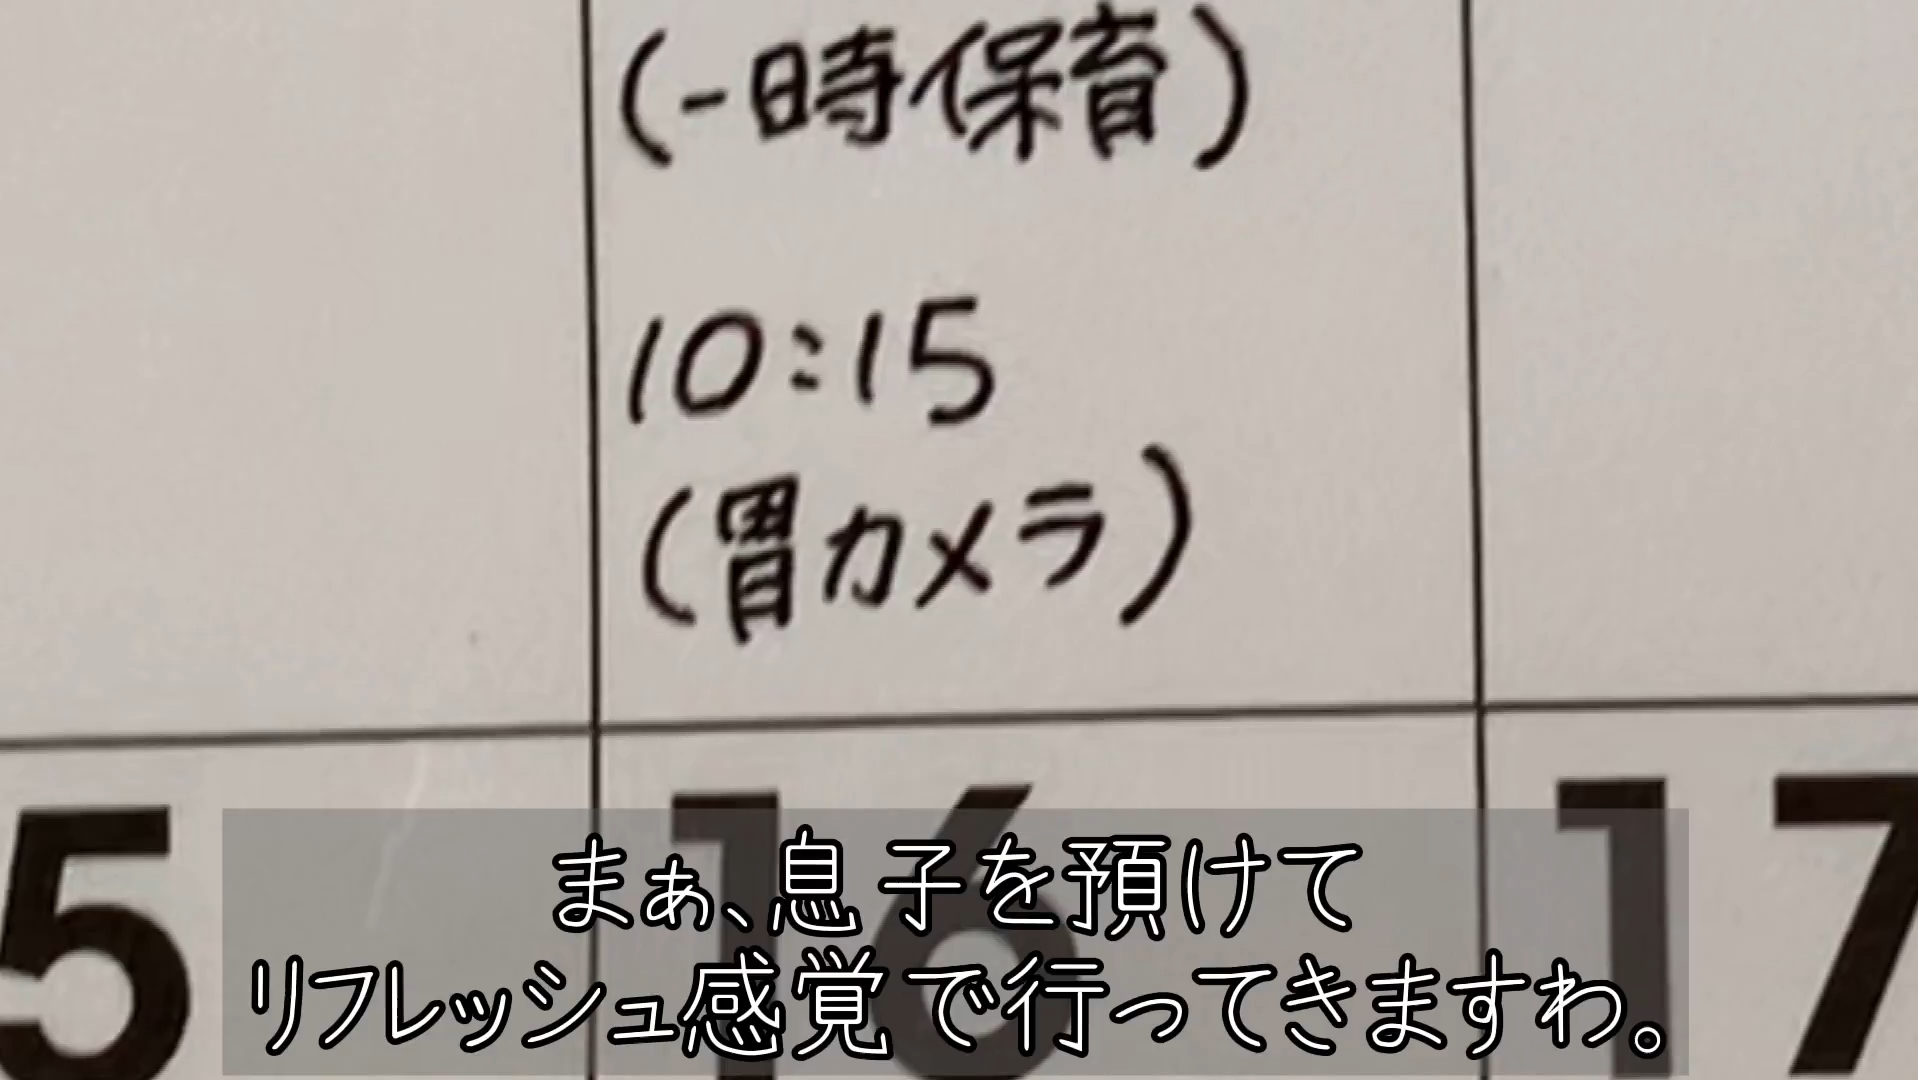 (一時保育)
10:15
(胃カメラ)
5 16 17
まぁ、息子を預けて
リフレッシュ感覚で行ってきますわ。